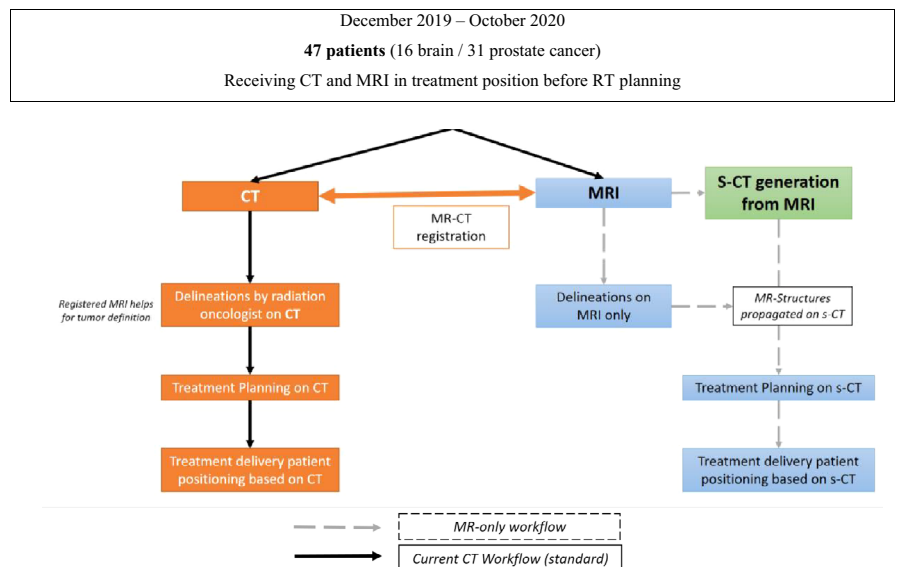 December 2019 – October 2020
47 patients (16 brain / 31 prostate cancer)
Receiving CT and MRI in treatment position before RT planning
CT
MR-CT
registration
MRI
S-CT generation
from MRI
Registered MRI helps
for tumor definition
Delineations by radiation
oncologist on CT
Delineations on
MRI only
MR-Structures
propagated on s-CT
Treatment Planning on CT
Treatment Planning on s-CT
Treatment delivery patient
positioning based on CT
Treatment delivery patient
positioning based on s-CT
MR-only workflow
Current CT Workflow (standard)